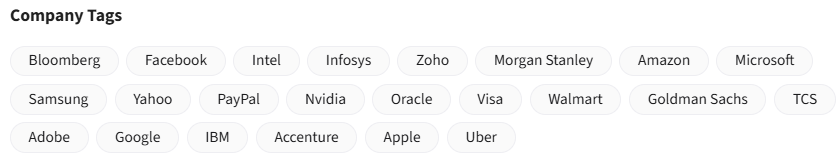 Company Tags
Bloomberg Facebook Intel Infosys Zoho Morgan Stanley Amazon Microsoft
Samsung Yahoo PayPal Nvidia Oracle Visa Walmart Goldman Sachs TCS
Adobe Google IBM Accenture Apple Uber